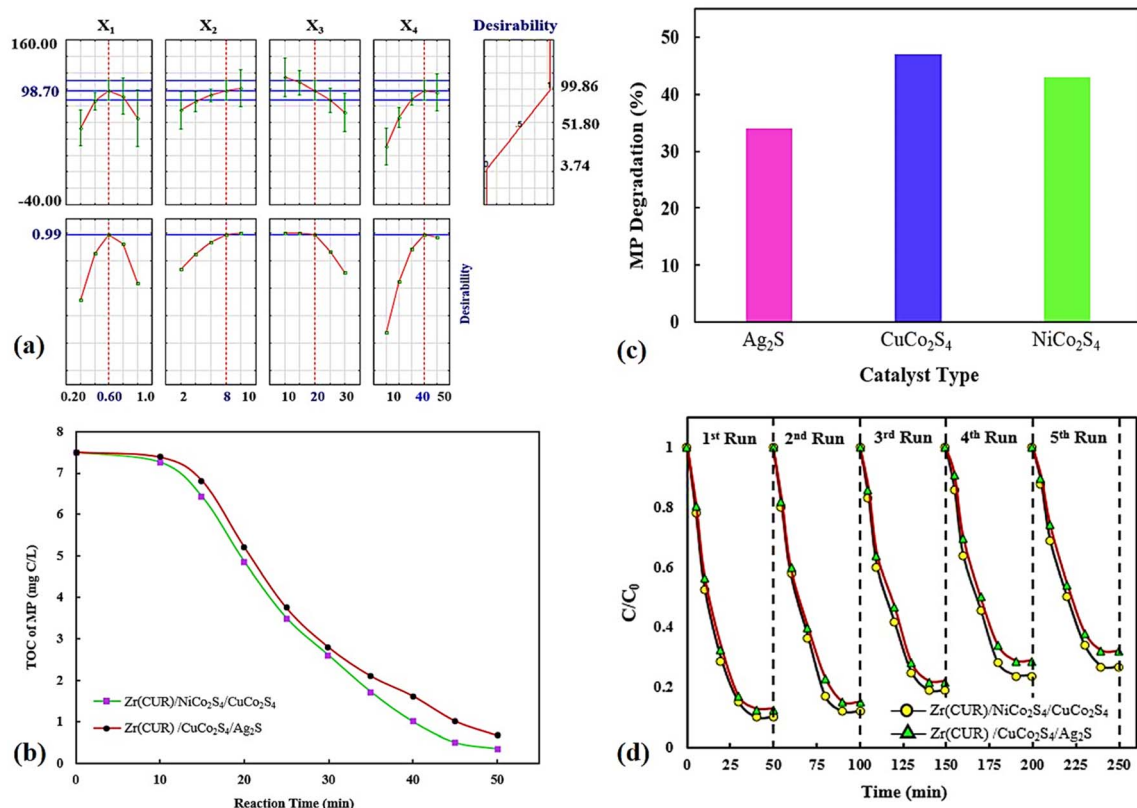 X₁ X₂ X₃ X₄ Desirability
160.00
98.70
-40.00
99.86
51.80
3.74
1
.5
0
0.99
Desirability
(a)
0.20 0.60 1.0 2 8 10 10 20 30 10 40 50
MP Degradation (%)
50
40
30
20
10
0
Ag₂S CuCo₂S₄ NiCo₂S₄
(c) Catalyst Type
TOC of MP (mg C/L)
8
7
6
5
4
3
2
1
0
Zr(CUR)/NiCo₂S₄/CuCo₂S₄
Zr(CUR) /CuCo₂S₄/Ag₂S
(b)
0 10 20 30 40 50
Reaction Time (min)
1ˢᵗ Run 2ⁿᵈ Run 3ʳᵈ Run 4ᵗʰ Run 5ᵗʰ Run
C/C₀
1
0.8
0.6
0.4
0.2
0
Zr(CUR)/NiCo₂S₄/CuCo₂S₄
Zr(CUR) /CuCo₂S₄/Ag₂S
(d)
0 25 50 75 100 125 150 175 200 225 250
Time (min)